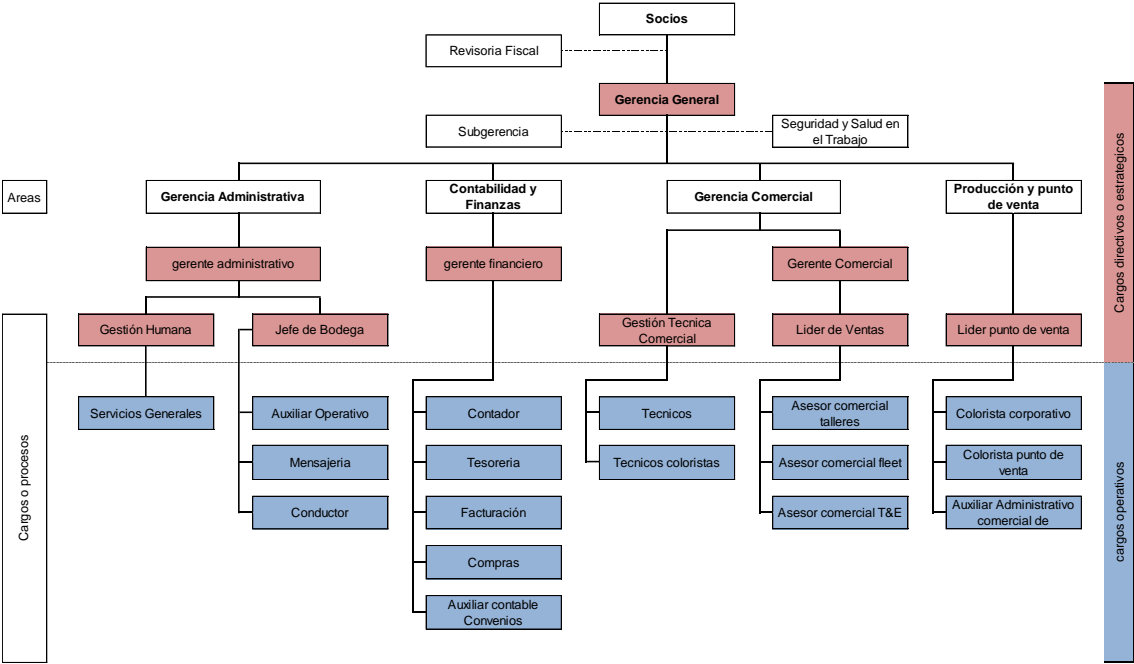 Socios
Revisoria Fiscal
Gerencia General
Subgerencia
Seguridad y Salud en
el Trabajo
Areas
Gerencia Administrativa
Contabilidad y
Finanzas
Gerencia Comercial
Producción y punto
de venta
gerente administrativo
gerente financiero
Gerente Comercial
Gestión Humana
Jefe de Bodega
Gestión Tecnica
Comercial
Lider de Ventas
Lider punto de venta
Cargos directivos o estrategicos
Cargos o procesos
Servicios Generales
Auxiliar Operativo
Contador
Tecnicos
Asesor comercial
talleres
Colorista corporativo
Mensajeria
Tesoreria
Tecnicos coloristas
Asesor comercial fleet
Colorista punto de
venta
Conductor
Facturación
Asesor comercial T&E
Auxiliar Administrativo
comercial de
Compras
Auxiliar contable
Convenios
cargos operativos